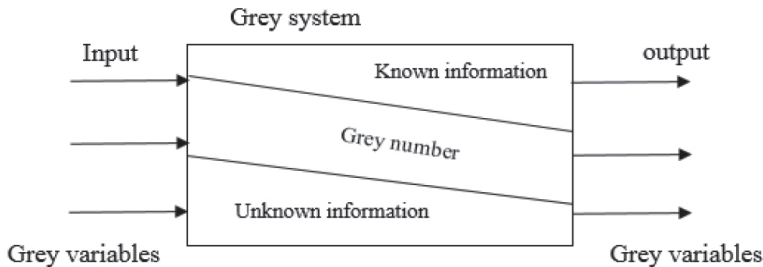 Grey system
Input
output
Known information
Grey number
Unknown information
Grey variables
Grey variables